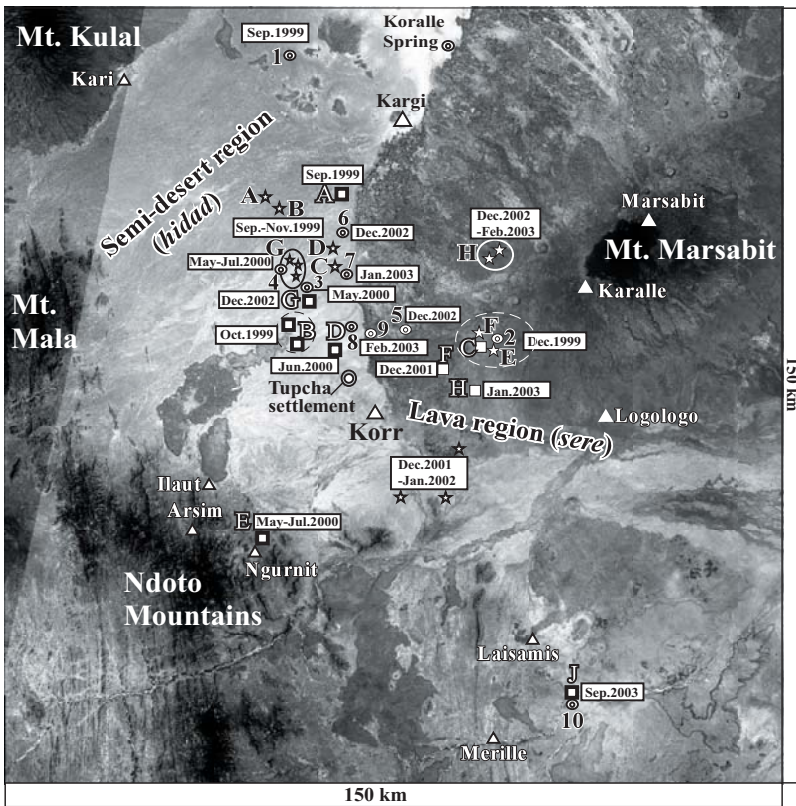 Mt. Kulal
Kari
Sep.1999
1
Koralle
Spring
Kargi
Semi-desert region
(hidad)
Sep.1999
A
A
B
Sep.-Nov.1999
6
Dec.2002
D
C
7
Jan.2003
G
May-Jul.2000
4
3
May.2000
Dec.2002
G
Dec.2002
-Feb.2003
H
Marsabit
Mt. Marsabit
Karalle
Mt.
Mala
Oct.1999
B
D
8
9
Feb.2003
5
Dec.2002
F
2
C
E
Dec.1999
Jun.2000
F
Dec.2001
H
Jan.2003
Tupcha
settlement
Korr
Lava region (sere)
Logologo
150 km
Dec.2001
-Jan.2002
Ilaut
Arsim
E
May-Jul.2000
Ngurnit
Ndoto
Mountains
Laisamis
J
Sep.2003
10
Merille
150 km